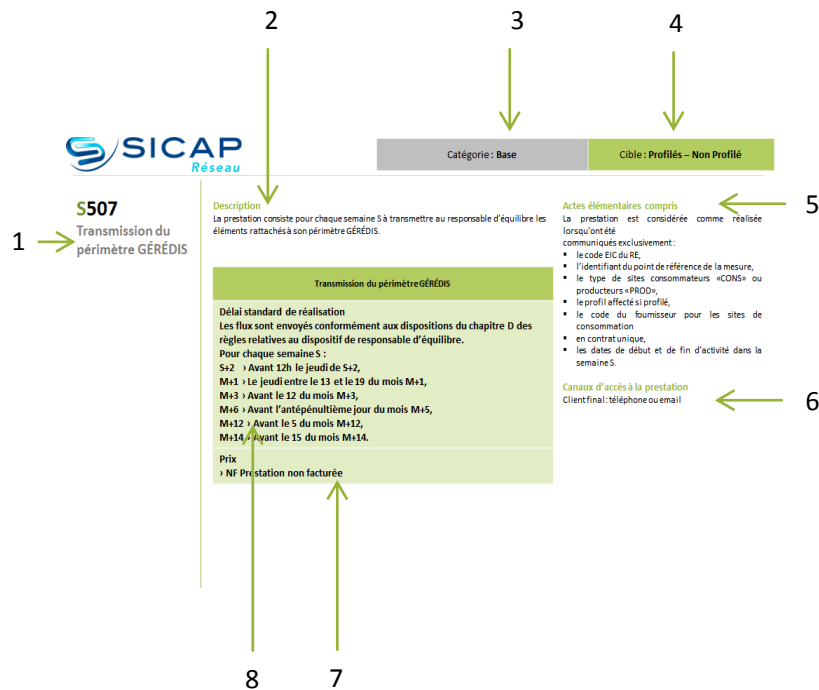 2
3
4
SICAP
Réseau
Catégorie : Base
Cible : Profilés – Non Profilé
S507
1
Transmission du
périmètre GÉRÉDIS
Description
La prestation consiste pour chaque semaine S à transmettre au responsable d'équilibre les
éléments rattachés à son périmètre GÉRÉDIS.
Transmission du périmètre GÉRÉDIS
Délai standard de réalisation
Les flux sont envoyés conformément aux dispositions du chapitre D des
règles relatives au dispositif de responsable d'équilibre.
Pour chaque semaine S :
S+2 › Avant 12h le jeudi de S+2,
M+1 › Le jeudi entre le 13 et le 19 du mois M+1,
M+3 › Avant le 12 du mois M+3,
M+6 › Avant l'antépénultième jour du mois M+5,
M+12 › Avant le 5 du mois M+12,
M+14 › Avant le 15 du mois M+14.
Prix
› NF Prestation non facturée
Actes élémentaires compris
5
La prestation est considérée comme réalisée
lorsqu'ont été
communiqués exclusivement :
▪ le code EIC du RE,
▪ l'identifiant du point de référence de la mesure,
▪ le type de sites consommateurs «CONS» ou
producteurs «PROD»,
▪ le profil affecté si profilé,
▪ le code du fournisseur pour les sites de
consommation
▪ en contrat unique,
▪ les dates de début et de fin d'activité dans la
semaine S.
Canaux d'accès à la prestation
Client final : téléphone ou email
6
8
7